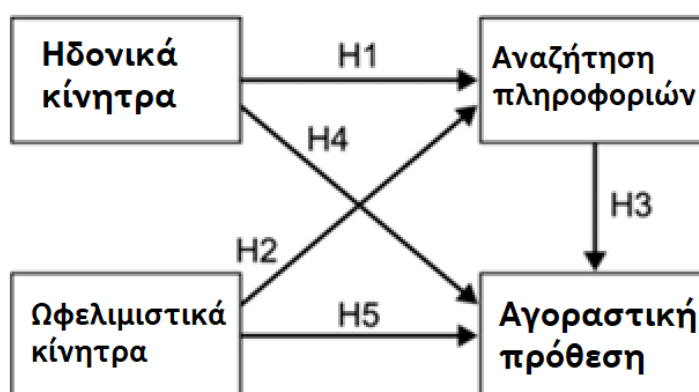 Ηδονικά
κίνητρα
H1
Αναζήτηση
πληροφοριών
H4
H3
H2
Ωφελιμιστικά
κίνητρα
H5
Αγοραστική
πρόθεση